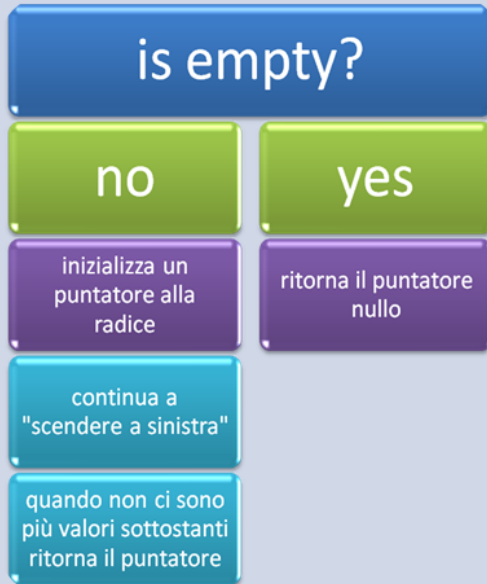 is empty?
no
yes
inizializza un
puntatore alla
radice
ritorna il puntatore
nullo
continua a
"scendere a sinistra"
quando non ci sono
più valori sottostanti
ritorna il puntatore